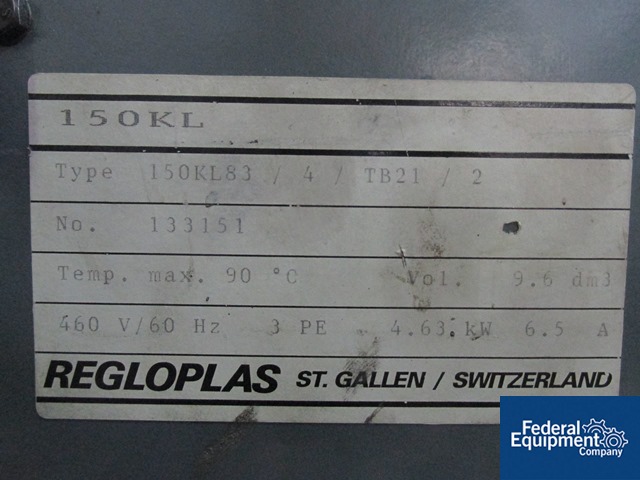 150KL
Type 150KL83 / 4 / TB21 / 2
No. 133151
Temp. max. 90 °C Vol. 9.6 dm3
460 V/60 Hz 3 PE 4.63 kW 6.5 A
REGLOPLAS ST. GALLEN / SWITZERLAND
Federal
Equipment
Company